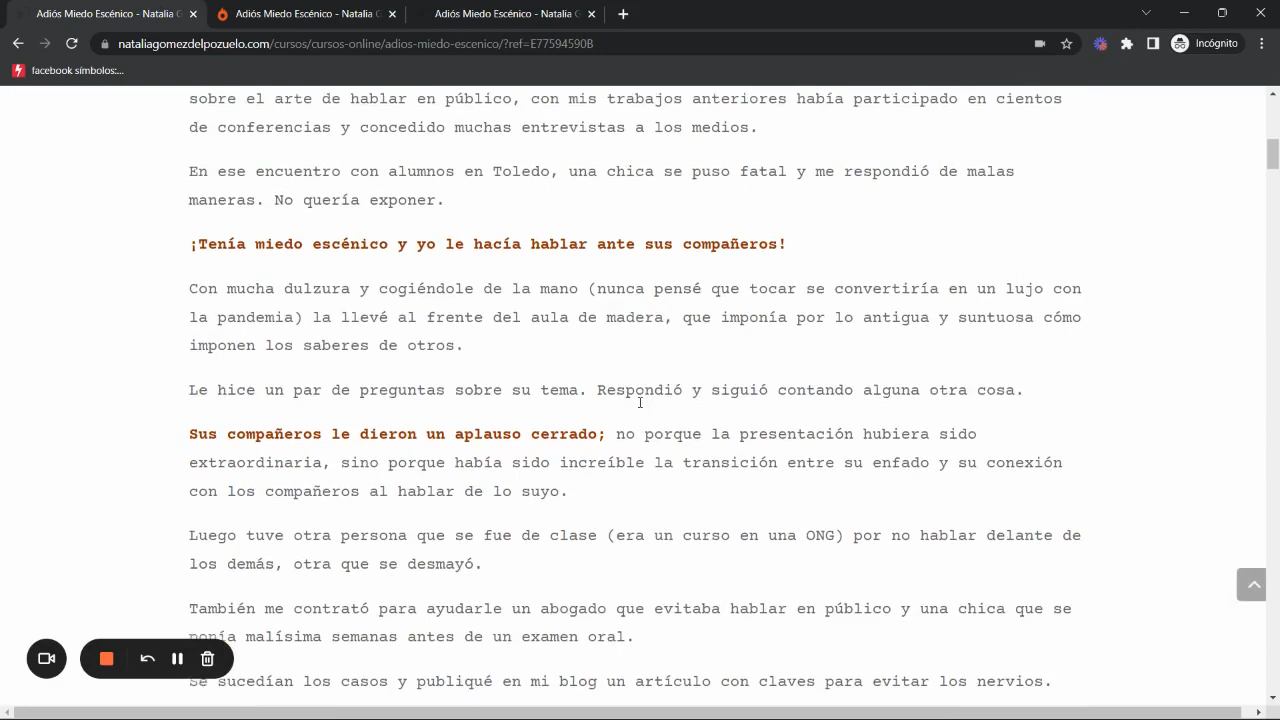 Adiós Miedo Escénico - Natalia G
Adiós Miedo Escénico - Natalia G
Adiós Miedo Escénico - Natalia G
nataliagomezdelpozuelo.com/cursos/cursos-online/adios-miedo-escenico/?ref=E77594590B
Incógnito
facebook símbolos:...
sobre el arte de hablar en público, con mis trabajos anteriores había participado en cientos
de conferencias y concedido muchas entrevistas a los medios.
En ese encuentro con alumnos en Toledo, una chica se puso fatal y me respondió de malas
maneras. No quería exponer.
¡Tenía miedo escénico y yo le hacía hablar ante sus compañeros!
Con mucha dulzura y cogiéndole de la mano (nunca pensé que tocar se convertiría en un lujo con
la pandemia) la llevé al frente del aula de madera, que imponía por lo antigua y suntuosa cómo
imponen los saberes de otros.
Le hice un par de preguntas sobre su tema. Respondió y siguió contando alguna otra cosa.
Sus compañeros le dieron un aplauso cerrado; no porque la presentación hubiera sido
extraordinaria, sino porque había sido increíble la transición entre su enfado y su conexión
con los compañeros al hablar de lo suyo.
Luego tuve otra persona que se fue de clase (era un curso en una ONG) por no hablar delante de
los demás, otra que se desmayó.
También me contrató para ayudarle un abogado que evitaba hablar en público y una chica que se
ponía malísima semanas antes de un examen oral.
Se sucedían los casos y publiqué en mi blog un artículo con claves para evitar los nervios.